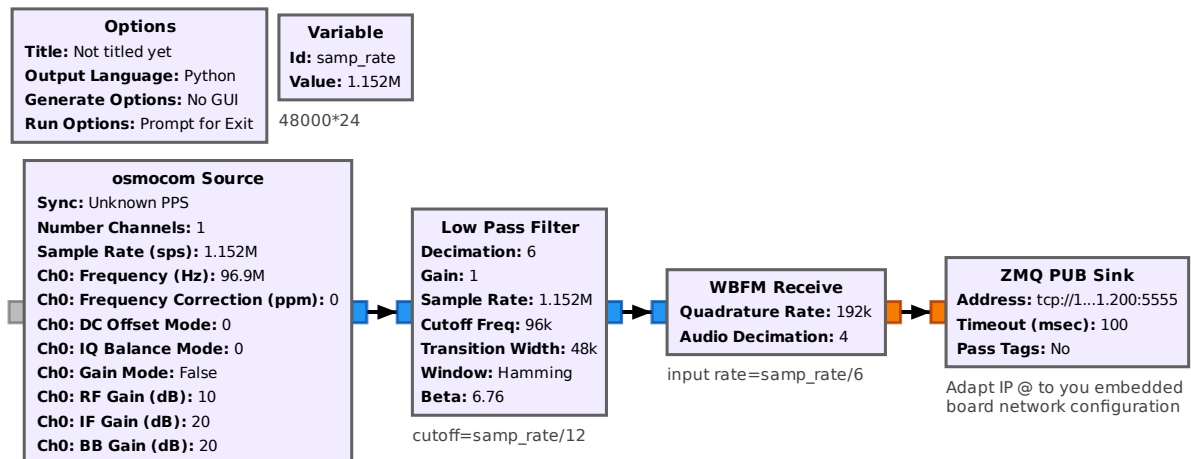 Options
Title: Not titled yet
Output Language: Python
Generate Options: No GUI
Run Options: Prompt for Exit
Variable
Id: samp_rate
Value: 1.152M
48000*24
osmocom Source
Sync: Unknown PPS
Number Channels: 1
Sample Rate (sps): 1.152M
Ch0: Frequency (Hz): 96.9M
Ch0: Frequency Correction (ppm): 0
Ch0: DC Offset Mode: 0
Ch0: IQ Balance Mode: 0
Ch0: Gain Mode: False
Ch0: RF Gain (dB): 10
Ch0: IF Gain (dB): 20
Ch0: BB Gain (dB): 20
Low Pass Filter
Decimation: 6
Gain: 1
Sample Rate: 1.152M
Cutoff Freq: 96k
Transition Width: 48k
Window: Hamming
Beta: 6.76
cutoff=samp_rate/12
WBFM Receive
Quadrature Rate: 192k
Audio Decimation: 4
input rate=samp_rate/6
ZMQ PUB Sink
Address: tcp://1...1.200:5555
Timeout (msec): 100
Pass Tags: No
Adapt IP @ to you embedded
board network configuration